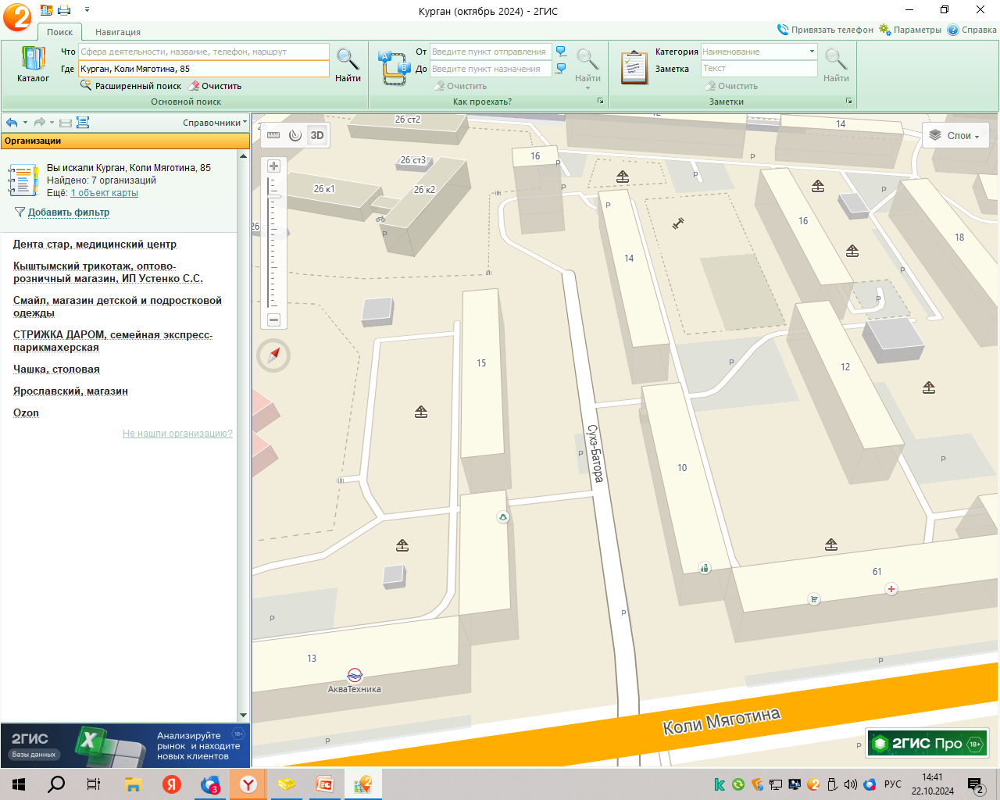 Курган (октябрь 2024) - 2ГИС
Поиск
Навигация
Привязать телефон
Параметры
Справка
Каталог
Что
Сфера деятельности, название, телефон, маршрут
Где
Курган, Коли Мяготина, 85
Расширенный поиск
Очистить
Найти
Основной поиск
От
Введите пункт отправления
До
Введите пункт назначения
Очистить
Найти
Как проехать?
Категория
Наименование
Заметка
Текст
Очистить
Найти
Заметки
Справочники
Организации
Вы искали Курган, Коли Мяготина, 85
Найдено: 7 организаций
Ещё: 1 объект карты
Добавить фильтр
Дента стар, медицинский центр
Кыштымский трикотаж, оптово-
розничный магазин, ИП Устенко С.С.
Смайл, магазин детской и подростковой
одежды
СТРИЖКА ДАРОМ, семейная экспресс-
парикмахерская
Чашка, столовая
Ярославский, магазин
Ozon
Не нашли организацию?
2ГИС
Базы данных
Анализируйте
рынок и находите
новых клиентов
18+
3D
Слои
26 ст2
12
14
16
26 ст3
26 к1
26 к2
16
18
14
15
12
10
Сухэ-Батора
61
13
АкваТехника
Коли Мяготина
2ГИС Про
18+
РУС
14:41
22.10.2024
3
2